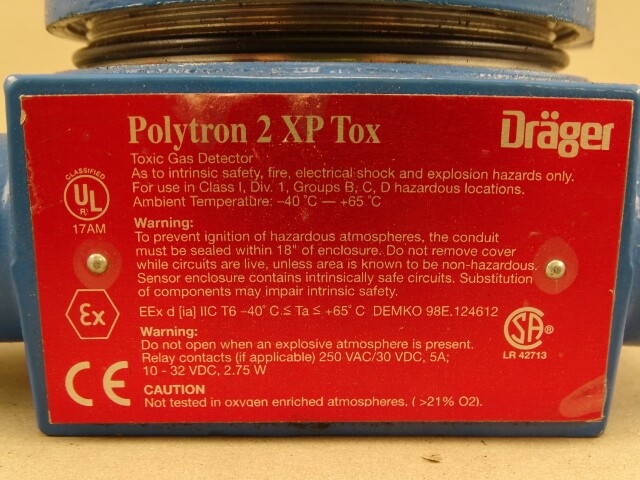 Polytron 2 XP Tox
Dräger
Toxic Gas Detector
As to intrinsic safety, fire, electrical shock and explosion hazards only.
For use in Class I, Div. 1, Groups B, C, D hazardous locations.
Ambient Temperature: –40 °C — +65 °C
CLASSIFIED
UL
R
17AM
Warning:
To prevent ignition of hazardous atmospheres, the conduit
must be sealed within 18" of enclosure. Do not remove cover
while circuits are live, unless area is known to be non-hazardous.
Sensor enclosure contains intrinsically safe circuits. Substitution
of components may impair intrinsic safety.
Ex
EEx d [ia] IIC T6 –40° C ≤ Ta ≤ +65° C DEMKO 98E.124612
SA ®
LR 42713
Warning:
Do not open when an explosive atmosphere is present.
Relay contacts (if applicable) 250 VAC/30 VDC, 5A;
10 - 32 VDC, 2.75 W
CE
CAUTION
Not tested in oxygen enriched atmospheres, ( >21% O2).